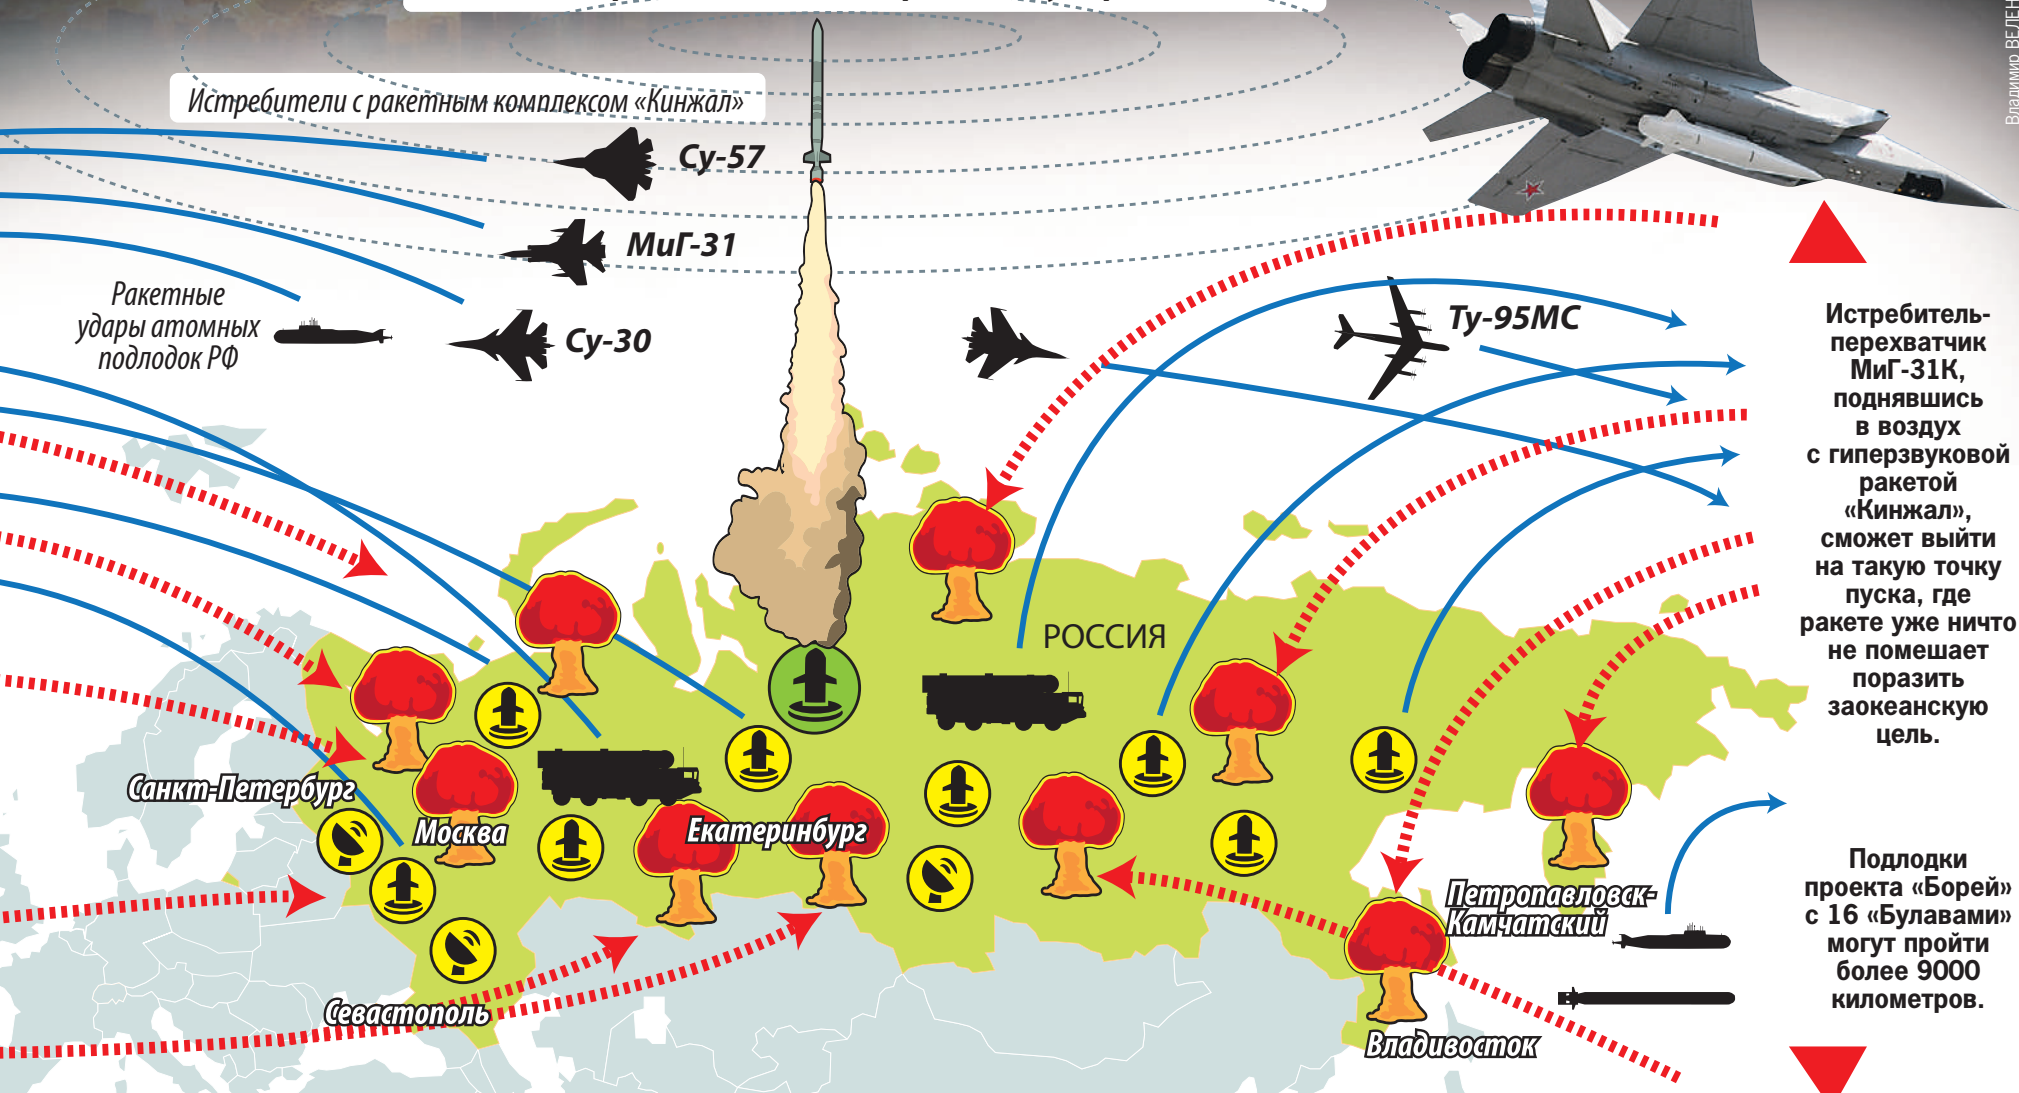 Владимир
Истребители с ракетным комплексом «Кинжал»
Су-57
МиГ-31
Су-30
Ту-95МС
Ракетные
удары атомных
подлодок РФ
Истребитель-
перехватчик
МиГ-31К,
поднявшись
в воздух
с гиперзвуковой
ракетой
«Кинжал»,
сможет выйти
на такую точку
пуска, где
ракете уже ничто
не помешает
поразить
заокеанскую
цель.
РОССИЯ
Санкт-Петербург
Москва
Екатеринбург
Петропавловск-
Камчатский
Севастополь
Владивосток
Подлодки
проекта «Борей»
с 16 «Булавами»
могут пройти
более 9000
километров.